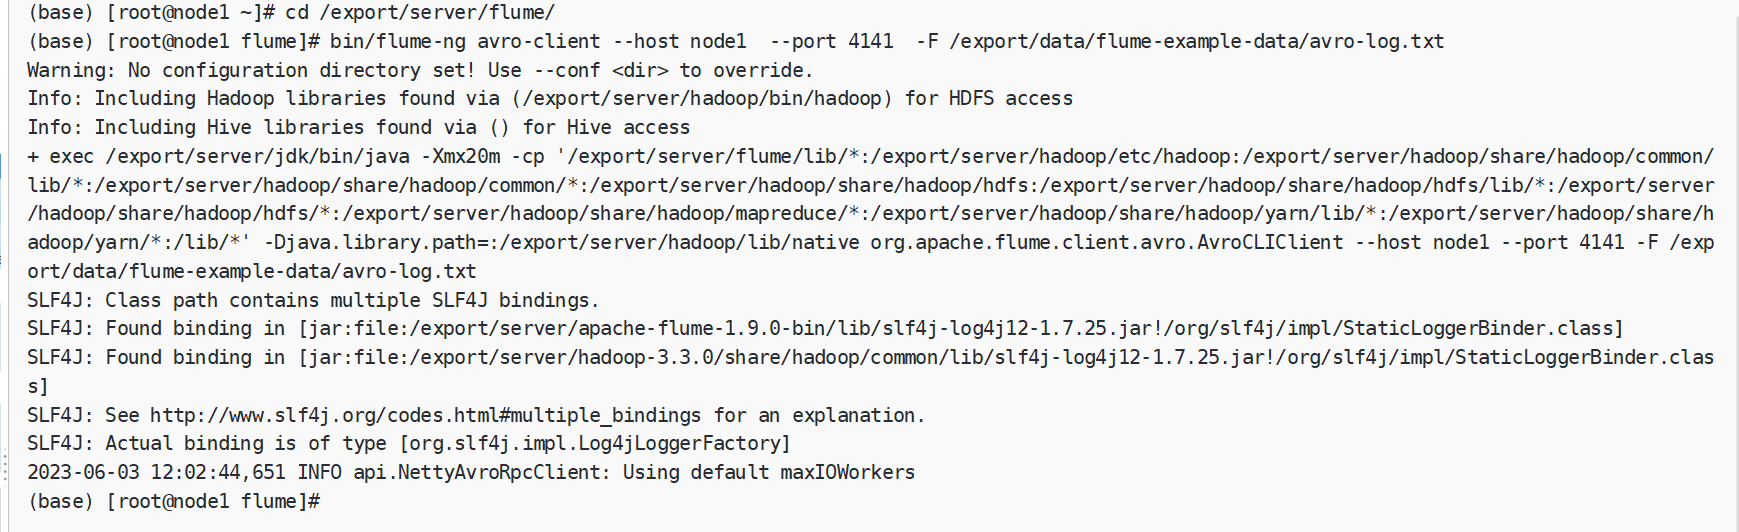 (base) [root@node1 ~]# cd /export/server/flume/
(base) [root@node1 flume]# bin/flume-ng avro-client --host node1  --port 4141  -F /export/data/flume-example-data/avro-log.txt
Warning: No configuration directory set! Use --conf <dir> to override.
Info: Including Hadoop libraries found via (/export/server/hadoop/bin/hadoop) for HDFS access
Info: Including Hive libraries found via () for Hive access
+ exec /export/server/jdk/bin/java -Xmx20m -cp '/export/server/flume/lib/*:/export/server/hadoop/etc/hadoop:/export/server/hadoop/share/hadoop/common/
lib/*:/export/server/hadoop/share/hadoop/common/*:/export/server/hadoop/share/hadoop/hdfs:/export/server/hadoop/share/hadoop/hdfs/lib/*:/export/server
/hadoop/share/hadoop/hdfs/*:/export/server/hadoop/share/hadoop/mapreduce/*:/export/server/hadoop/share/hadoop/yarn/lib/*:/export/server/hadoop/share/h
adoop/yarn/*:/lib/*' -Djava.library.path=:/export/server/hadoop/lib/native org.apache.flume.client.avro.AvroCLIClient --host node1 --port 4141 -F /exp
ort/data/flume-example-data/avro-log.txt
SLF4J: Class path contains multiple SLF4J bindings.
SLF4J: Found binding in [jar:file:/export/server/apache-flume-1.9.0-bin/lib/slf4j-log4j12-1.7.25.jar!/org/slf4j/impl/StaticLoggerBinder.class]
SLF4J: Found binding in [jar:file:/export/server/hadoop-3.3.0/share/hadoop/common/lib/slf4j-log4j12-1.7.25.jar!/org/slf4j/impl/StaticLoggerBinder.clas
s]
SLF4J: See http://www.slf4j.org/codes.html#multiple_bindings for an explanation.
SLF4J: Actual binding is of type [org.slf4j.impl.Log4jLoggerFactory]
2023-06-03 12:02:44,651 INFO api.NettyAvroRpcClient: Using default maxIOWorkers
(base) [root@node1 flume]#